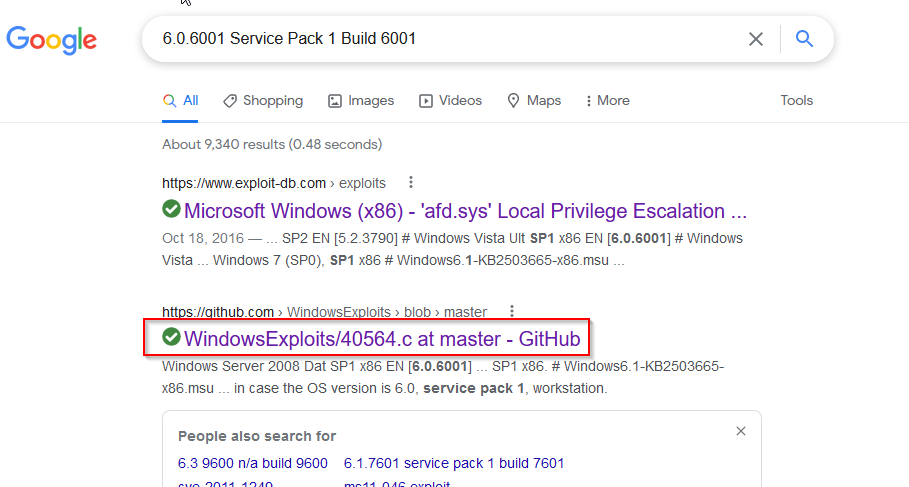 Google
6.0.6001 Service Pack 1 Build 6001
All Shopping Images Videos Maps More Tools
About 9,340 results (0.48 seconds)
https://www.exploit-db.com › exploits
Microsoft Windows (x86) - 'afd.sys' Local Privilege Escalation ...
Oct 18, 2016 — ... SP2 EN [5.2.3790] # Windows Vista Ult SP1 x86 EN [6.0.6001] # Windows
Vista ... Windows 7 (SP0), SP1 x86 # Windows6.1-KB2503665-x86.msu ...
https://github.com › WindowsExploits › blob › master
WindowsExploits/40564.c at master - GitHub
Windows Server 2008 Dat SP1 x86 EN [6.0.6001] ... SP1 x86. # Windows6.1-KB2503665-
x86.msu ... in case the OS version is 6.0, service pack 1, workstation.
People also search for
6.3 9600 n/a build 9600 6.1.7601 service pack 1 build 7601
cve-2011-1249 ms11-046 exploit